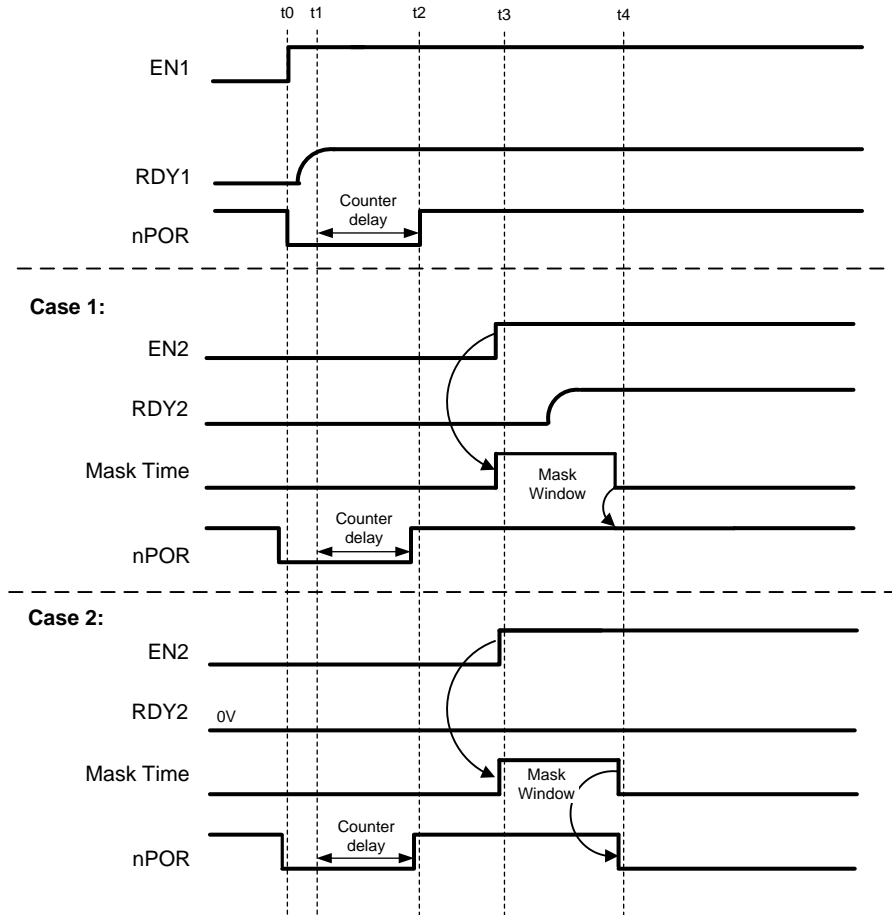 t0 t1 t2 t3 t4
EN1
RDY1
Counter
delay
nPOR
Case 1:
EN2
RDY2
Mask Time
Mask
Window
Counter
delay
nPOR
Case 2:
EN2
RDY2
0V
Mask Time
Mask
Window
Counter
delay
nPOR